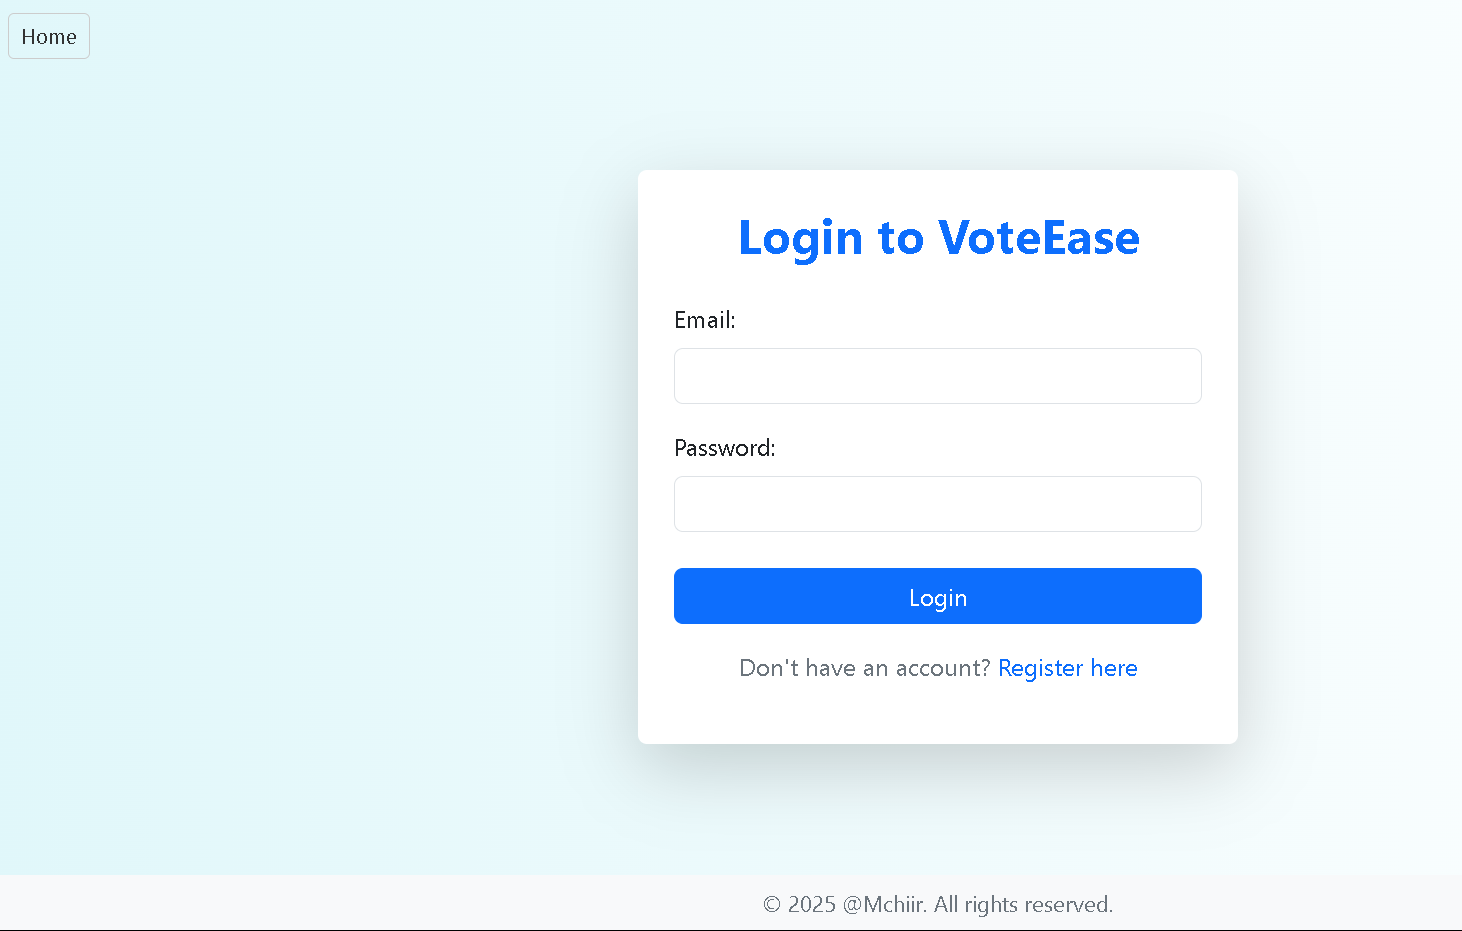 Home
Login to VoteEase
Email:
Password:
Login
Don't have an account? Register here
© 2025 @Mchiir. All rights reserved.